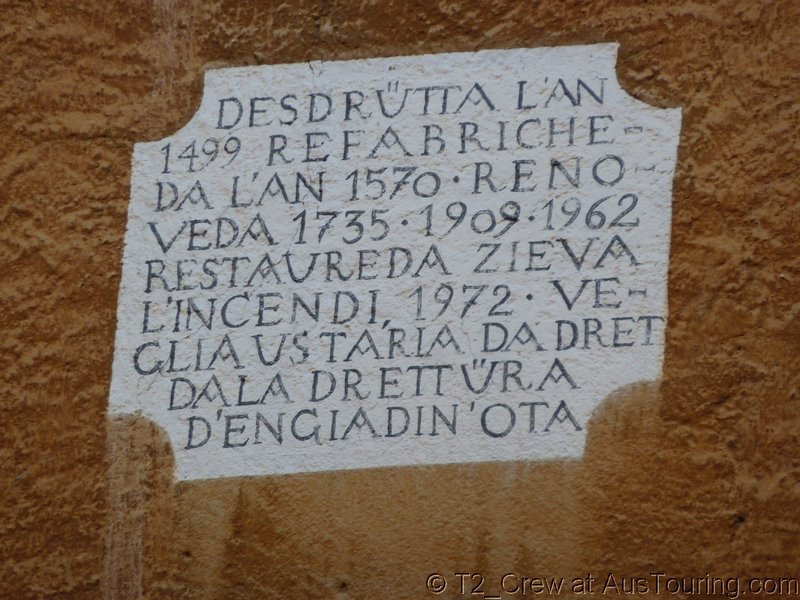 DESDRÜTTA L'AN
1499 REFABRICHE-
DA L'AN 1570 · RENO-
VEDA 1735 · 1909 · 1962
RESTAUREDA ZIEVA
L'INCENDI, 1972 · VE-
GLIA USTARIA DA DRET
DALA DRETTÜRA
D'ENGIADIN'OTA
© T2_Crew at AusTouring.com